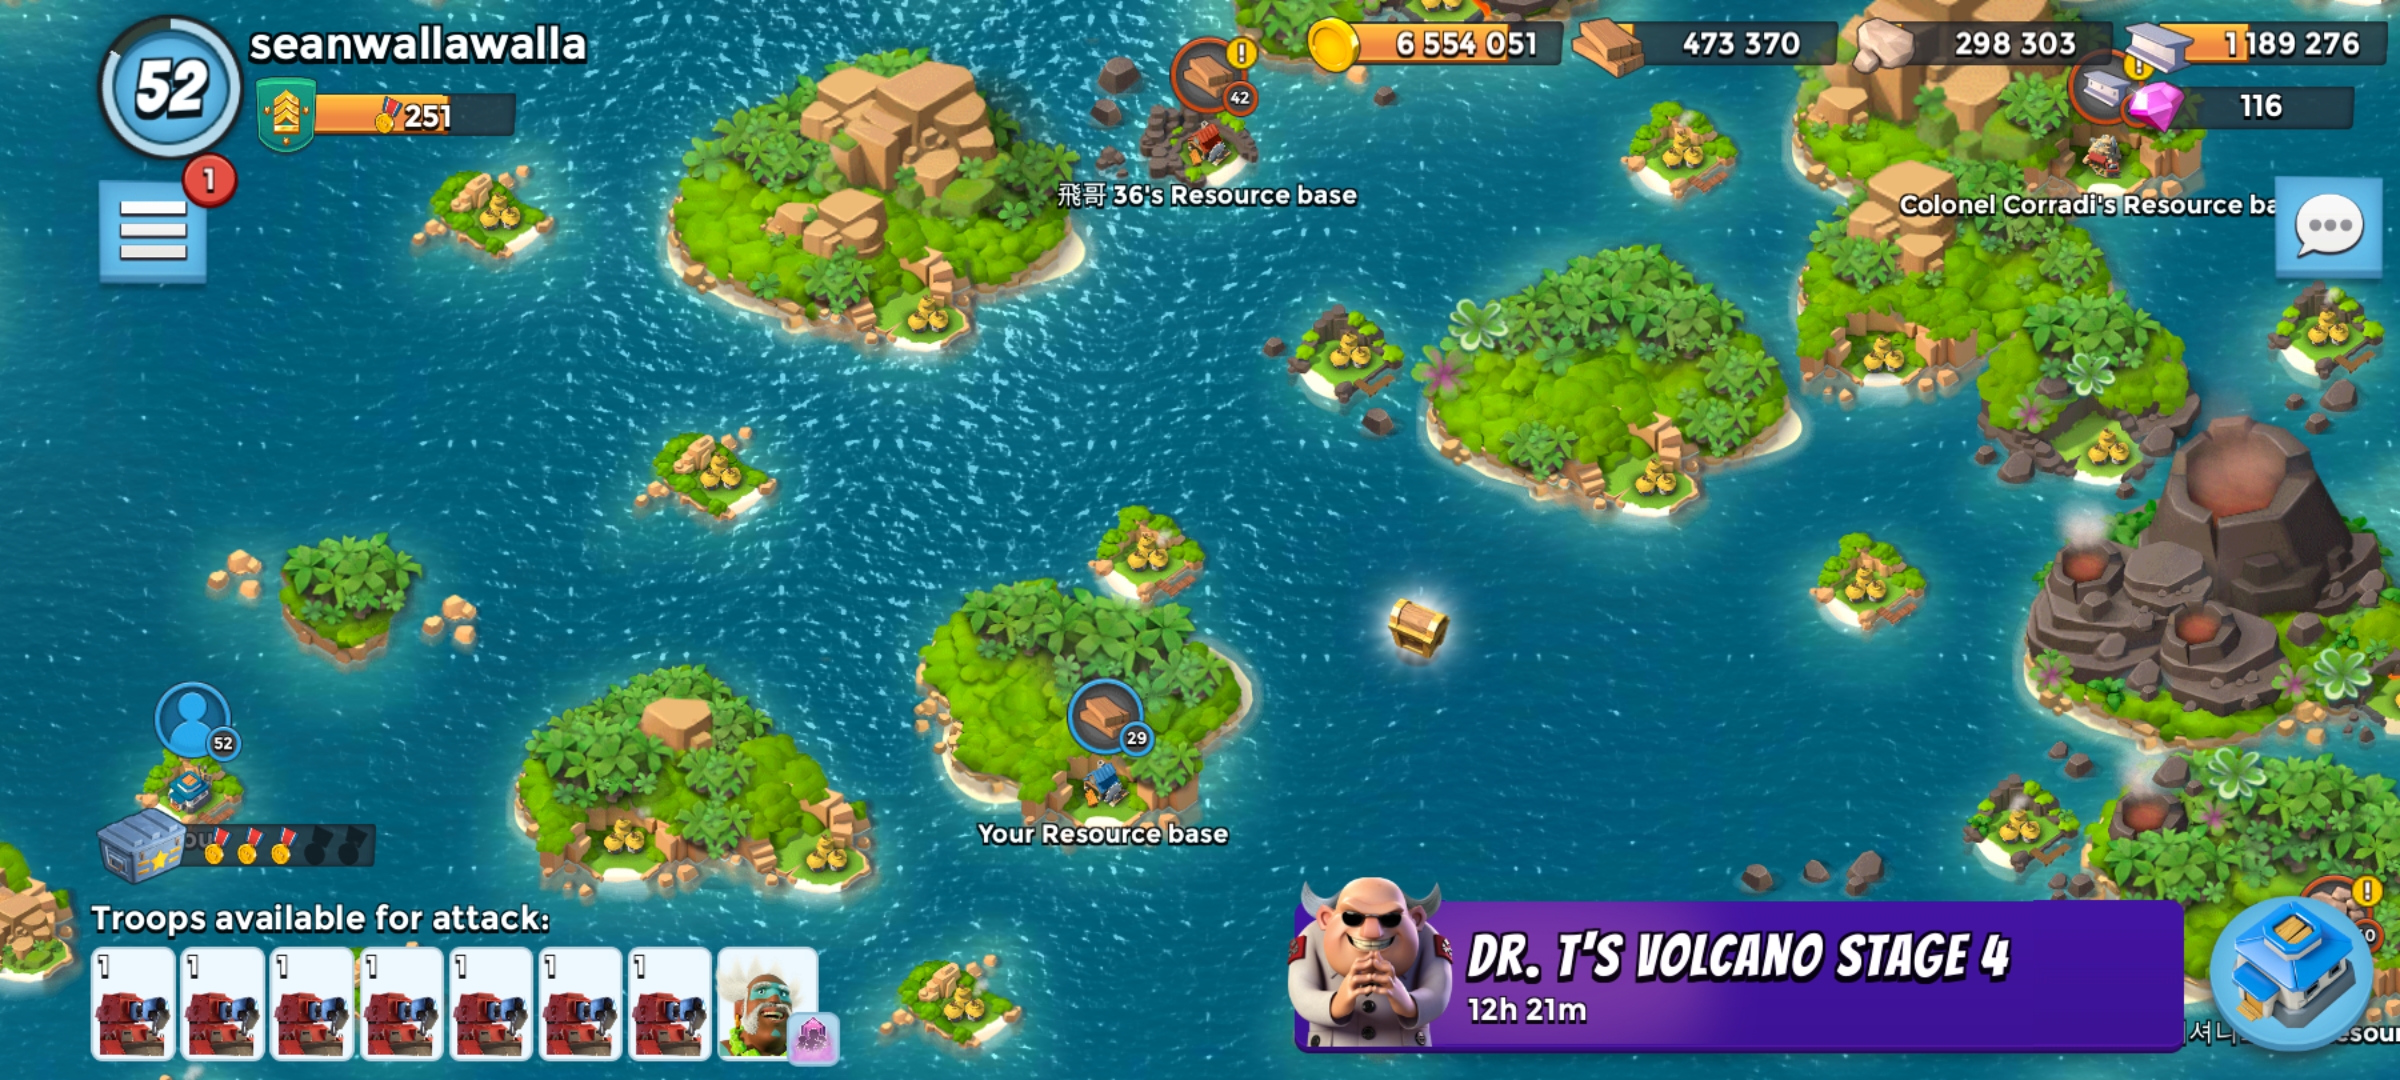 52
seanwallawalla
251
6 554 051
473 370
298 303
1 189 276
116
1
!
42
!
飛哥 36's Resource base
Colonel Corradi's Resource ba
52
29
Your Resource base
Troops available for attack:
1 1 1 1 1 1 1
DR. T'S VOLCANO STAGE 4
12h 21m
!